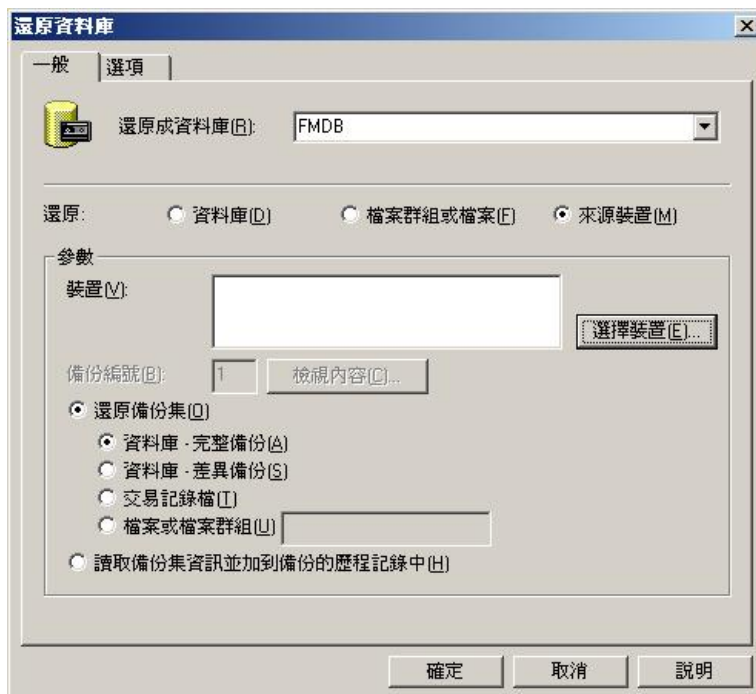 還原資料庫
一般 選項
還原成資料庫(R): FMDB
還原: 資料庫(D) 檔案群組或檔案(F) 來源裝置(M)
參數
裝置(V):
選擇裝置(E)...
備份編號(B): 1 檢視內容(C)...
還原備份集(O)
資料庫 - 完整備份(A)
資料庫 - 差異備份(S)
交易記錄檔(T)
檔案或檔案群組(U)
讀取備份集資訊並加到備份的歷程記錄中(H)
確定 取消 說明